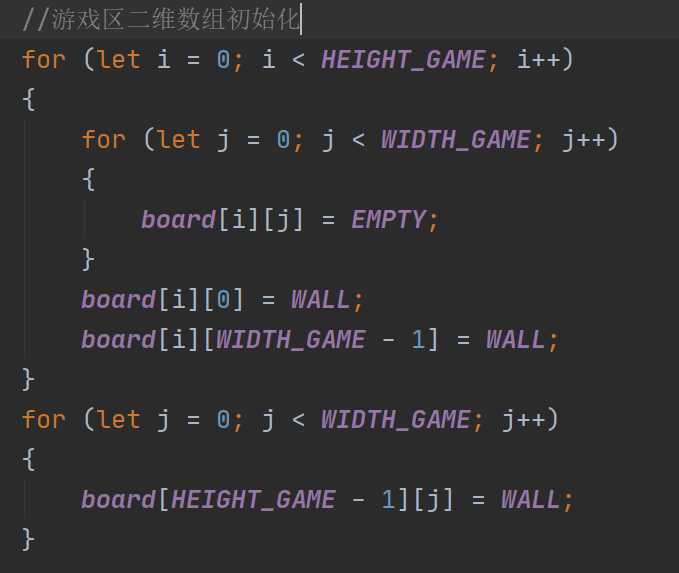 //游戏区二维数组初始化
for (let i = 0; i < HEIGHT_GAME; i++)
{
    for (let j = 0; j < WIDTH_GAME; j++)
    {
        board[i][j] = EMPTY;
    }
    board[i][0] = WALL;
    board[i][WIDTH_GAME - 1] = WALL;
}
for (let j = 0; j < WIDTH_GAME; j++)
{
    board[HEIGHT_GAME - 1][j] = WALL;
}